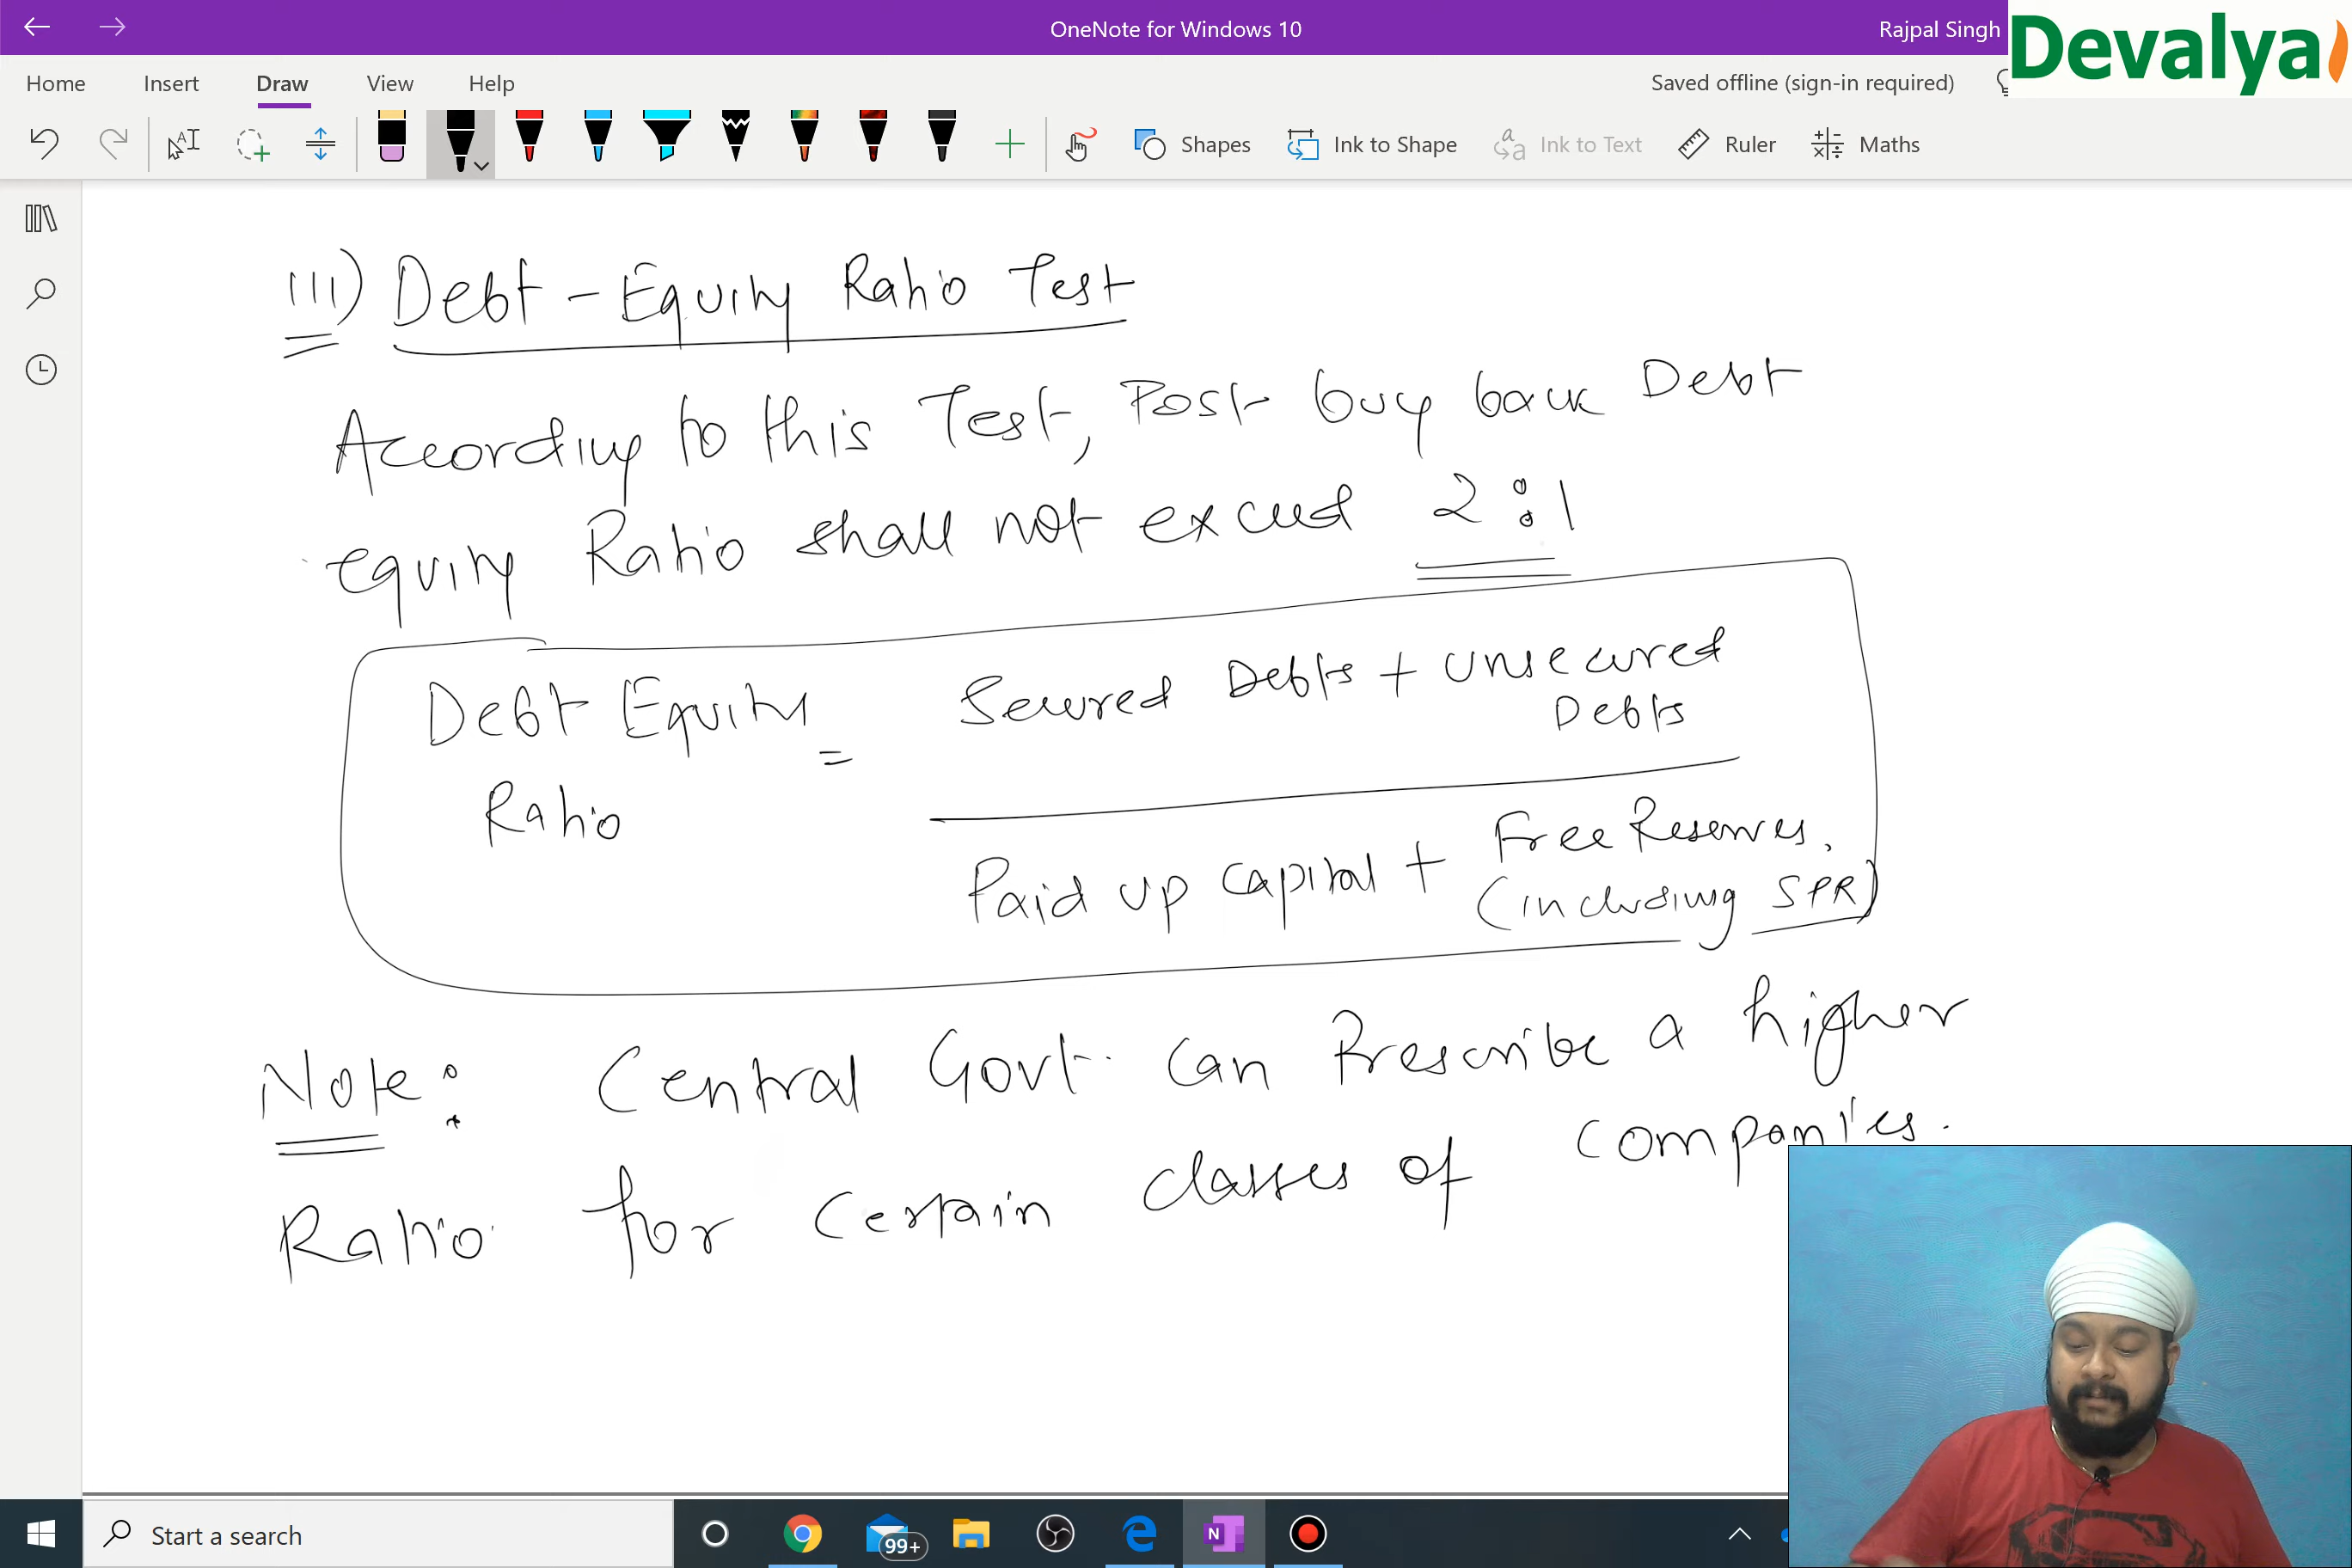 OneNote for Windows 10
Rajpal Singh
Devalya
Home Insert Draw View Help
Saved offline (sign-in required)
Shapes Ink to Shape Ink to Text Ruler Maths
III) Debt - Equity Ratio Test
According to this Test, Post buy back Debt
equity Ratio shall not exceed 2:1
Debt Equity Ratio = Secured Debts + unsecured Debts
Paid up capital + Free Reserves.
(including SPR)
Note: Central Govt. can Prescribe a higher
Ratio for certain classes of companies.
Start a search
99+
N